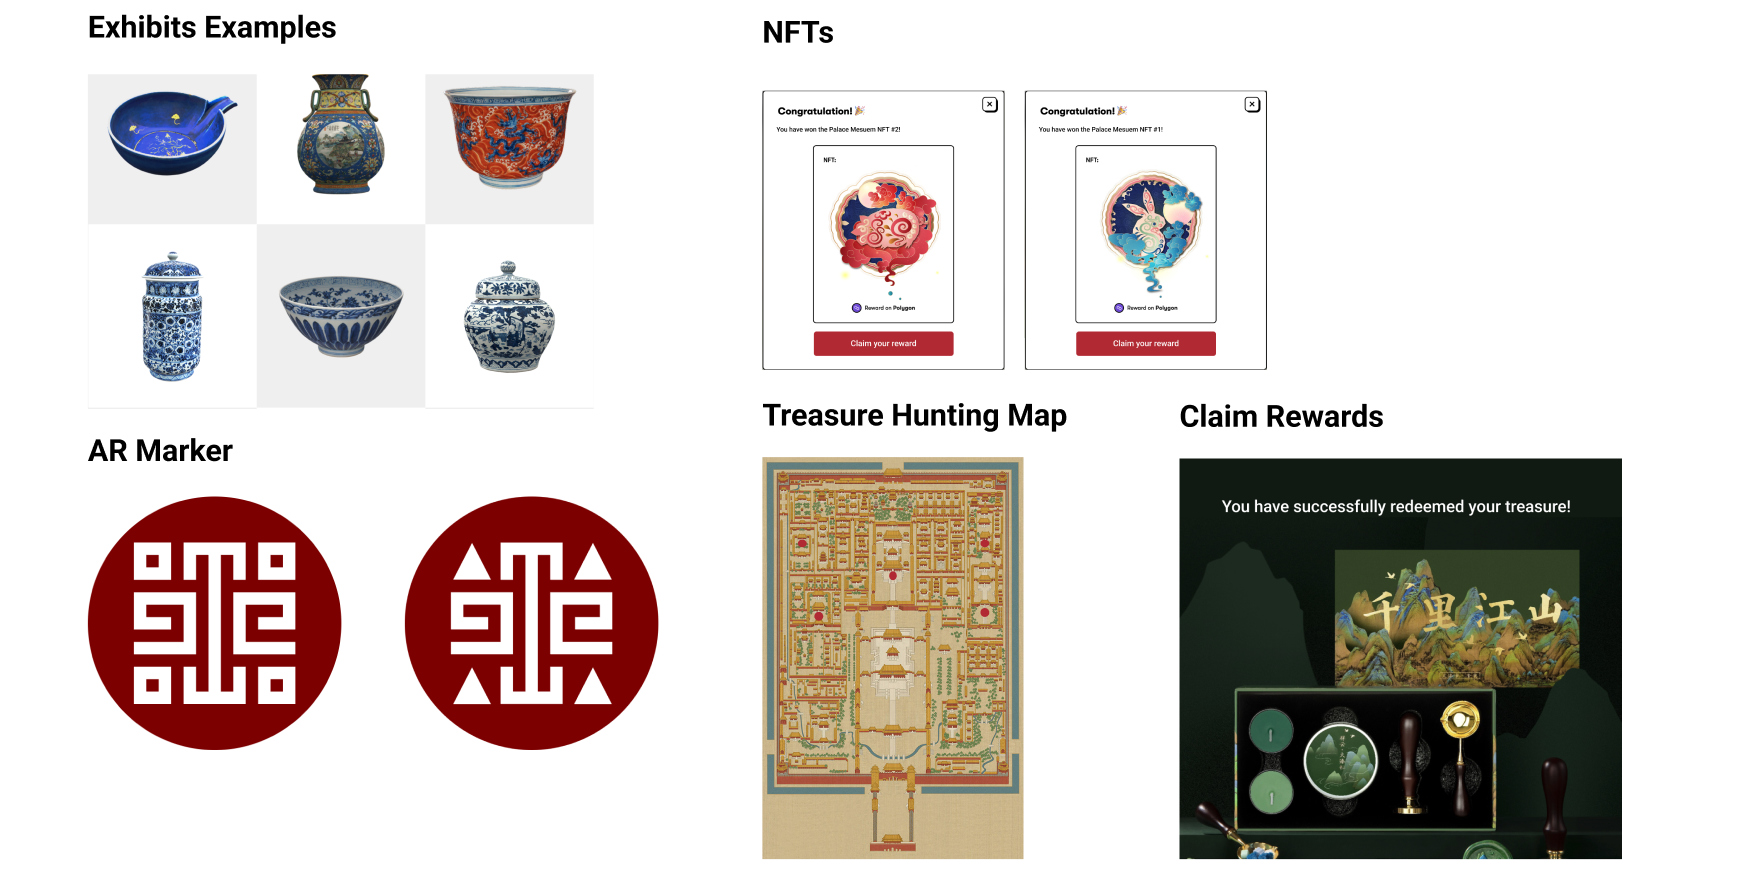 Exhibits Examples
AR Marker
NFTs
Congratulation! 🎉
You have won the Palace Mesuem NFT #2!
NFT:
Reward on Polygon
Claim your reward
Congratulation! 🎉
You have won the Palace Mesuem NFT #1!
NFT:
Reward on Polygon
Claim your reward
Treasure Hunting Map
Claim Rewards
You have successfully redeemed your treasure!
千里江山